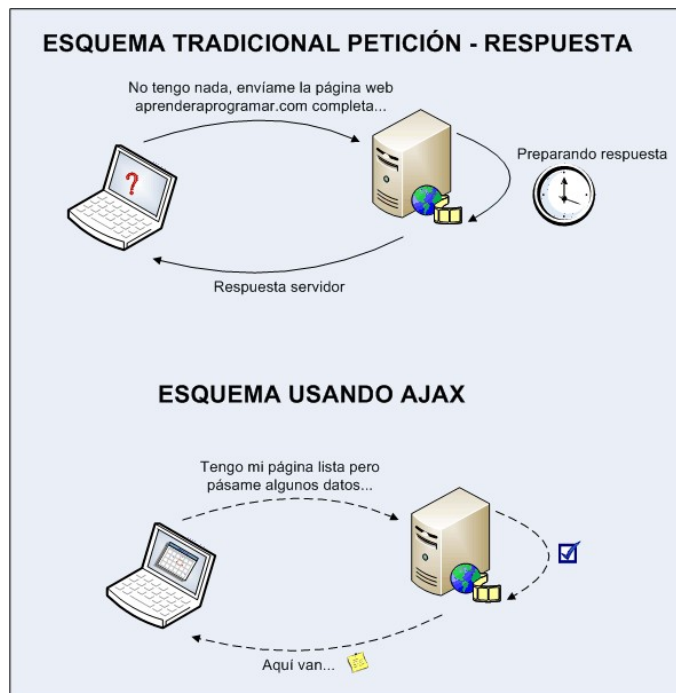 ESQUEMA TRADICIONAL PETICIÓN - RESPUESTA
No tengo nada, envíame la página web
aprenderaprogramar.com completa...
?
Preparando respuesta
Respuesta servidor
ESQUEMA USANDO AJAX
Tengo mi página lista pero
pásame algunos datos...
Aquí van...